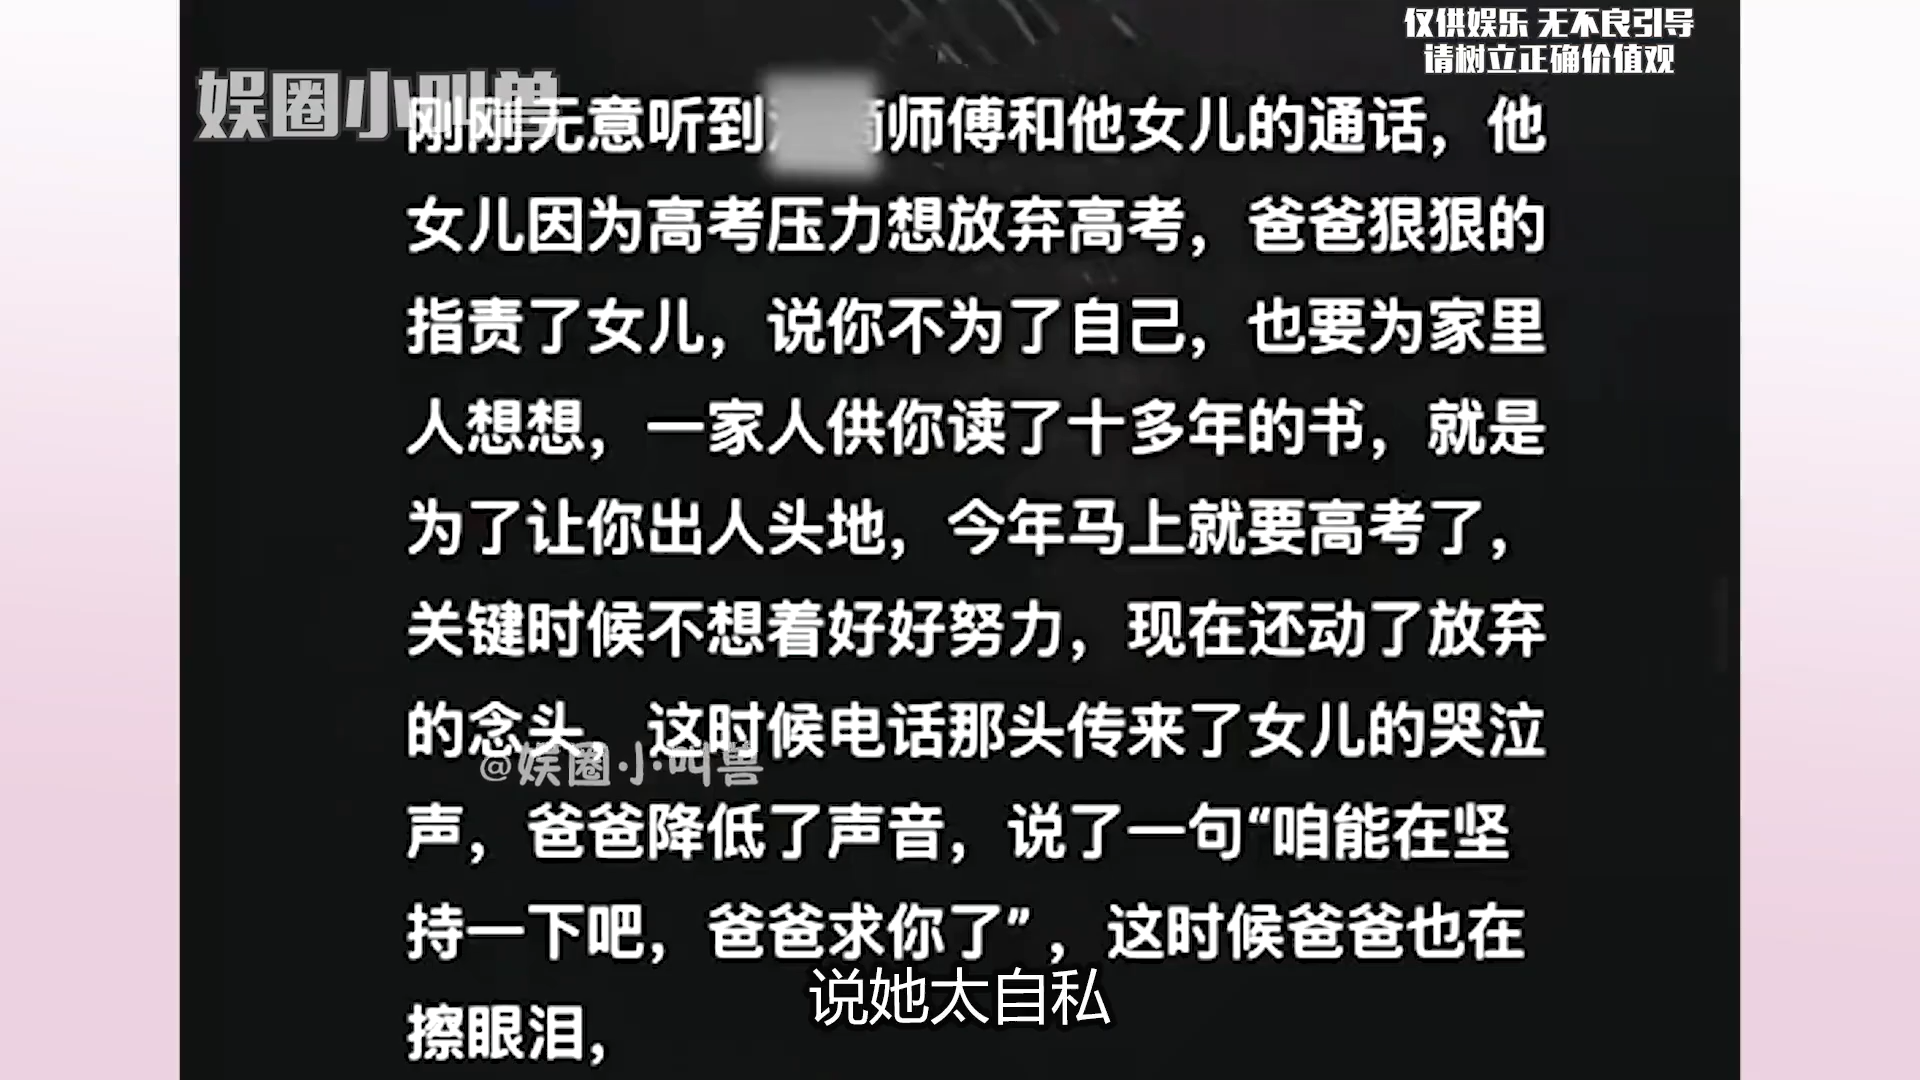 仅供娱乐 无不良引导
请树立正确价值观
娱圈小叫兽
刚刚无意听到滴师傅和他女儿的通话，他
女儿因为高考压力想放弃高考，爸爸狠狠的
指责了女儿，说你不为了自己，也要为家里
人想想，一家人供你读了十多年的书，就是
为了让你出人头地，今年马上就要高考了，
关键时候不想着好好努力，现在还动了放弃
的念头，这时候电话那头传来了女儿的哭泣
@娱圈小叫兽
声，爸爸降低了声音，说了一句“咱能在坚
持一下吧，爸爸求你了”，这时候爸爸也在
说她太自私
擦眼泪，